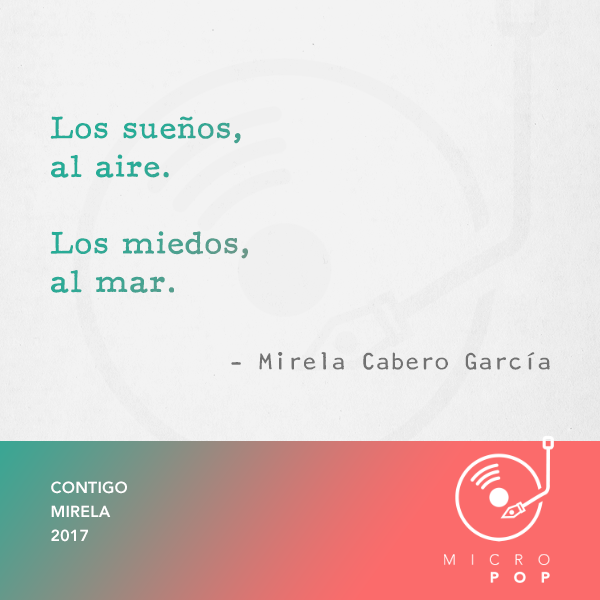 Los sueños,
al aire.
Los miedos,
al mar.
- Mirela Cabero García
CONTIGO
MIRELA
2017
MICRO
POP